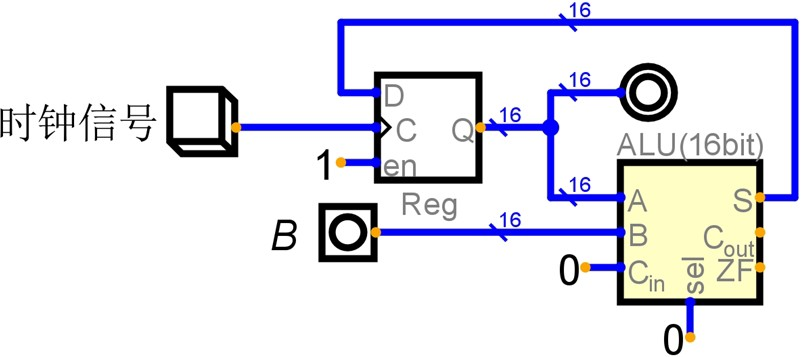 16
16
D
时钟信号
C
Q
16
ALU(16bit)
1
en
Reg
16
A
S
B
16
B
Cout
0
Cin
sel
ZF
0